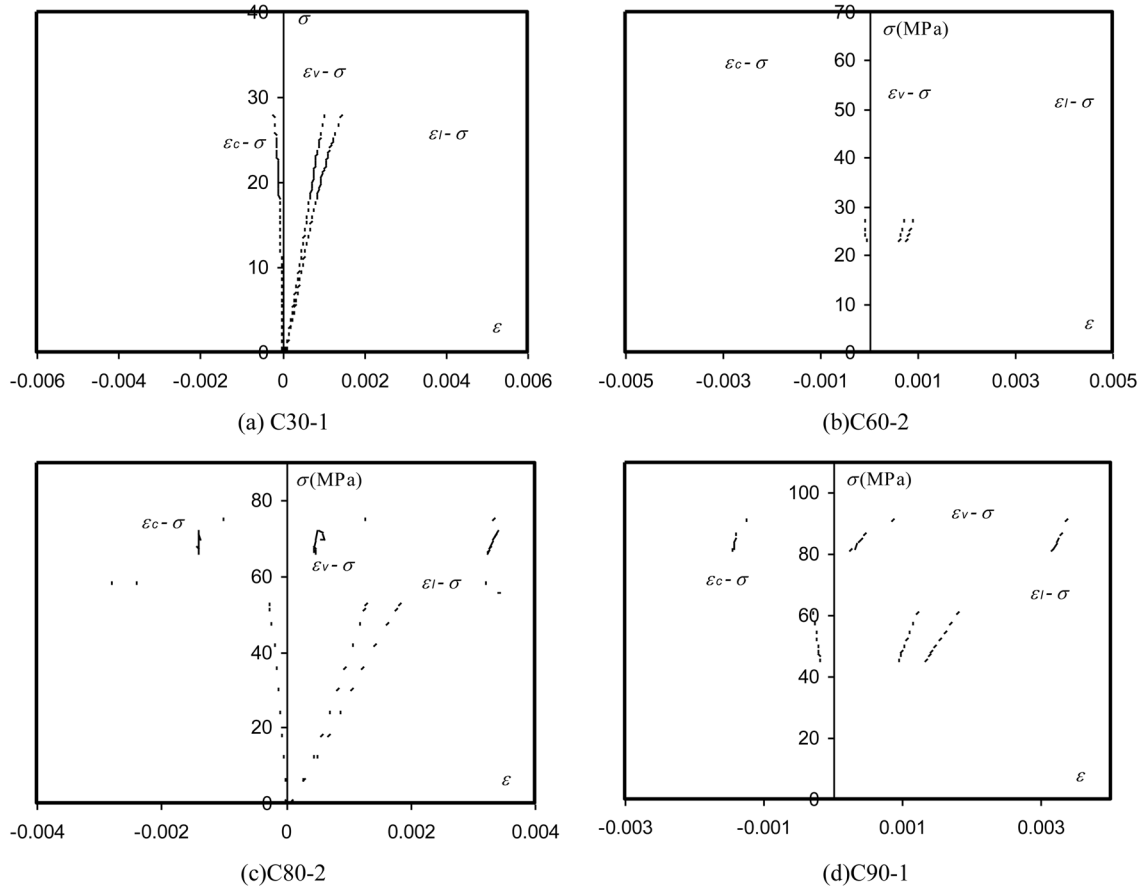 40
σ
30
εv - σ
εc - σ
εl - σ
20
10
ε
0
-0.006 -0.004 -0.002 0 0.002 0.004 0.006
(a) C30-1
70
σ(MPa)
60
εc - σ
εv - σ
εl - σ
50
40
30
20
10
ε
0
-0.005 -0.003 -0.001 0.001 0.003 0.005
(b)C60-2
σ(MPa)
80
εc - σ
60
εv - σ
εl - σ
40
20
ε
0
-0.004 -0.002 0 0.002 0.004
(c)C80-2
σ(MPa)
100
εv - σ
80
εc - σ
εl - σ
60
40
20
ε
0
-0.003 -0.001 0.001 0.003
(d)C90-1